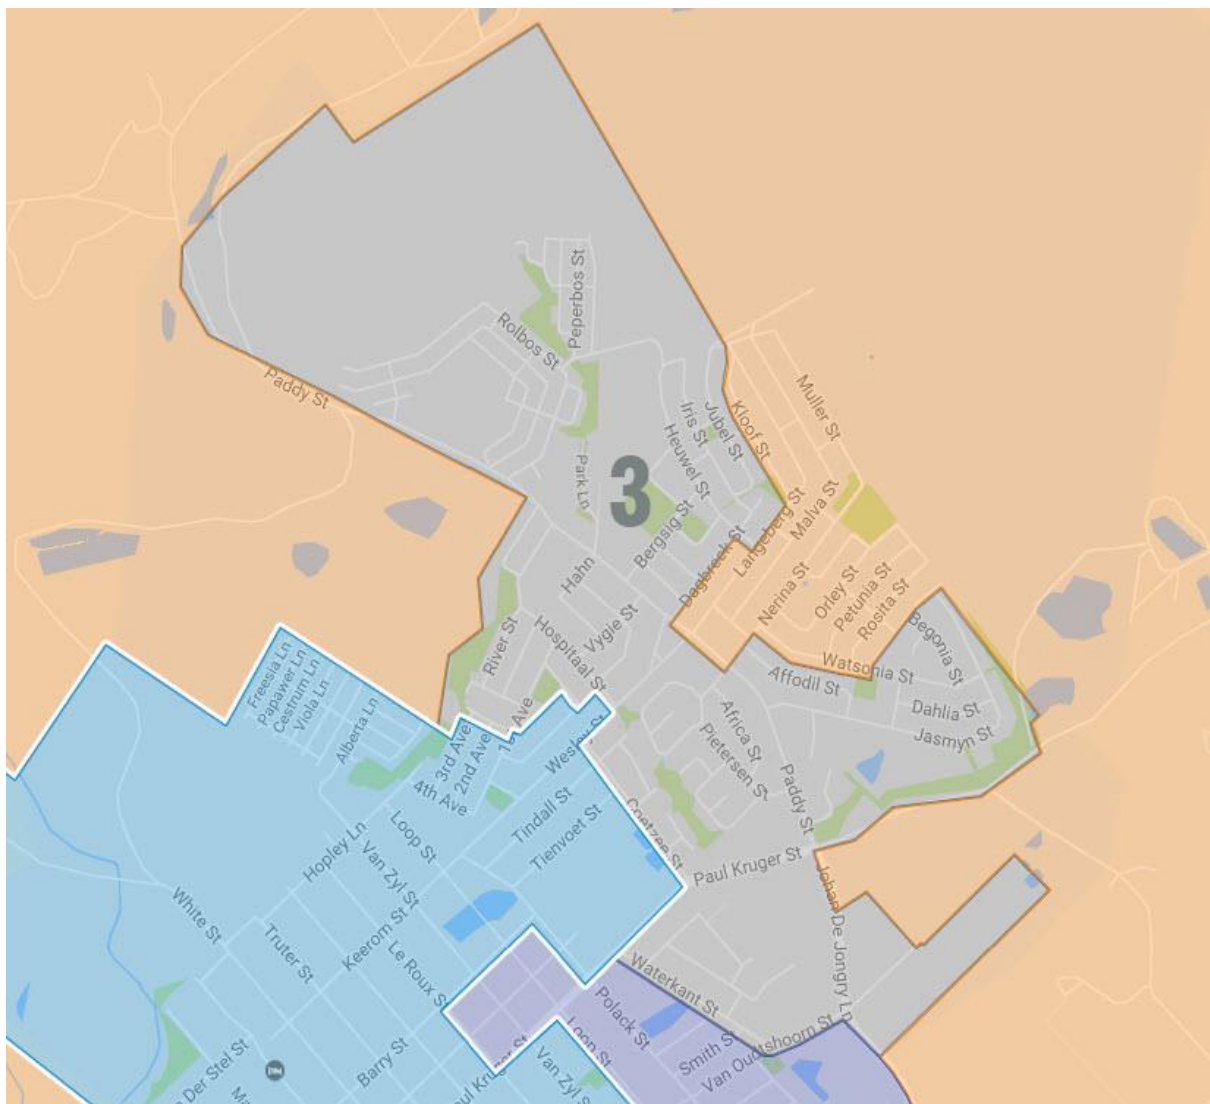 Peperbos St
Rolbos St
Paddy St
Muller St
Kloof St
Jubel St
Iris St
Heuwel St
Park Ln
3
Langeberg St
Malva St
Bergsig St
Dagbreek St
Hahn
Nerina St
Orley St
Petunia St
Rosita St
Vygie St
Hospitaal St
River St
Begonia St
Watsonia St
Affodil St
Freesia Ln
Papawer Ln
Cestrum Ln
Viola Ln
Alberta Ln
Dahlia St
Jasmyn St
Africa St
Pietersen St
Ave
3rd Ave
2nd Ave
4th Ave
Wesley St
Paddy St
Tindall St
Tienvoet St
Coetzee St
Loop St
Hopley Ln
Van Zyl St
Paul Kruger St
Johan De Jongry Ln
White St
Keerom St
Truter St
Le Roux St
Waterkant St
Polack St
Loop St
Smith St
Van Oudtshoorn St
Der Stel St
Barry St
Van Zyl S